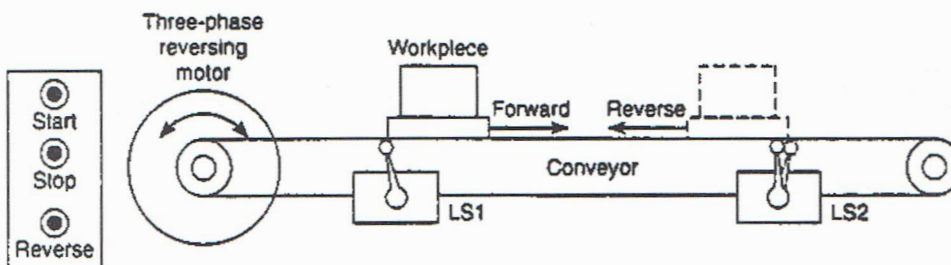 Three-phase
reversing
motor
Workpiece
Forward
Reverse
Start
Stop
Reverse
Conveyor
LS1
LS2